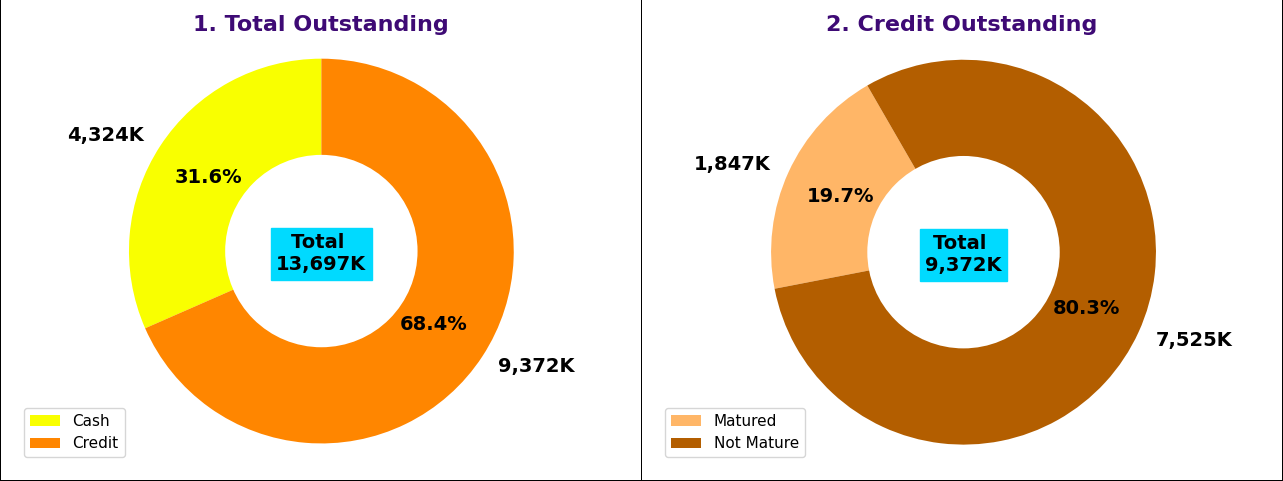 1. Total Outstanding
4,324K
31.6%
Total
13,697K
68.4%
9,372K
Cash
Credit
2. Credit Outstanding
1,847K
19.7%
Total
9,372K
80.3%
7,525K
Matured
Not Mature